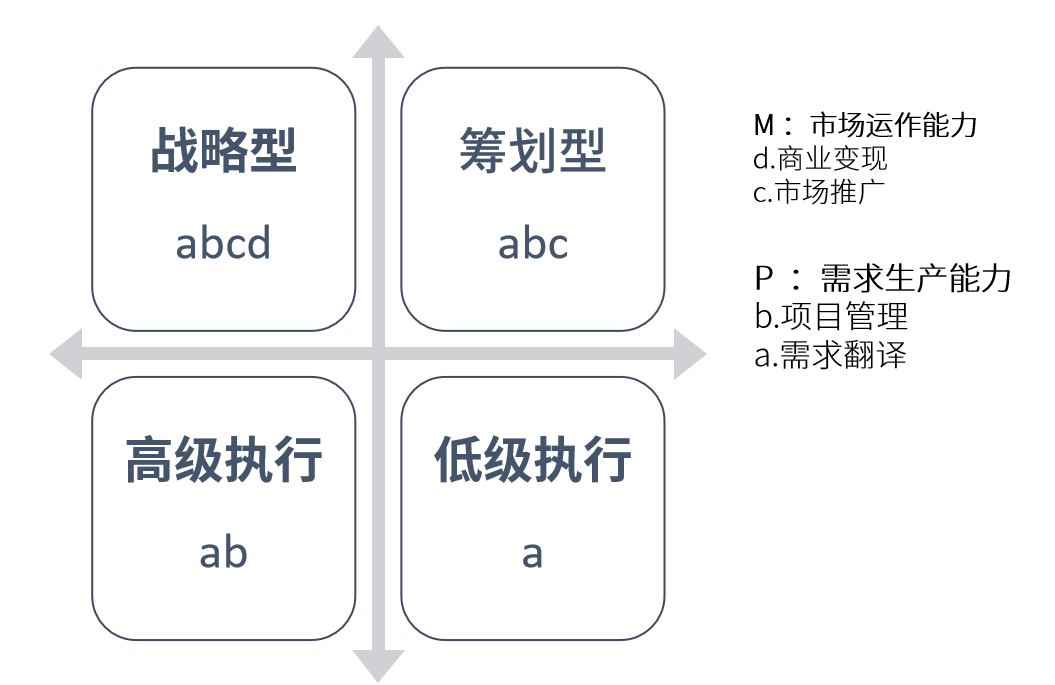 战略型
abcd
筹划型
abc
高级执行
ab
低级执行
a
M：市场运作能力
d.商业变现
c.市场推广
P ：需求生产能力
b.项目管理
a.需求翻译